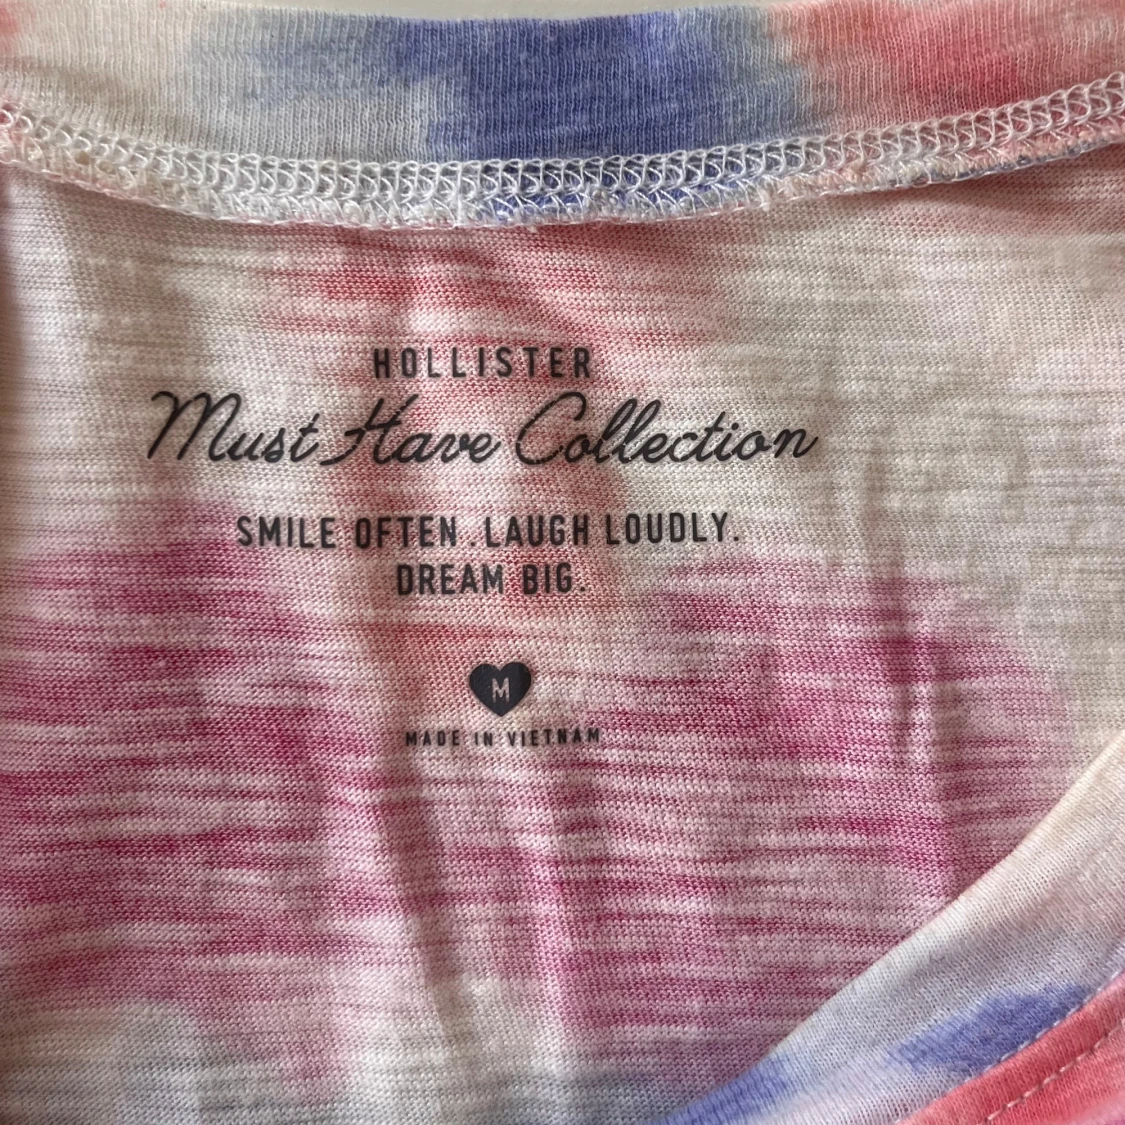 HOLLISTER
Must Have Collection
SMILE OFTEN. LAUGH LOUDLY.
DREAM BIG.
M
MADE IN VIETNAM